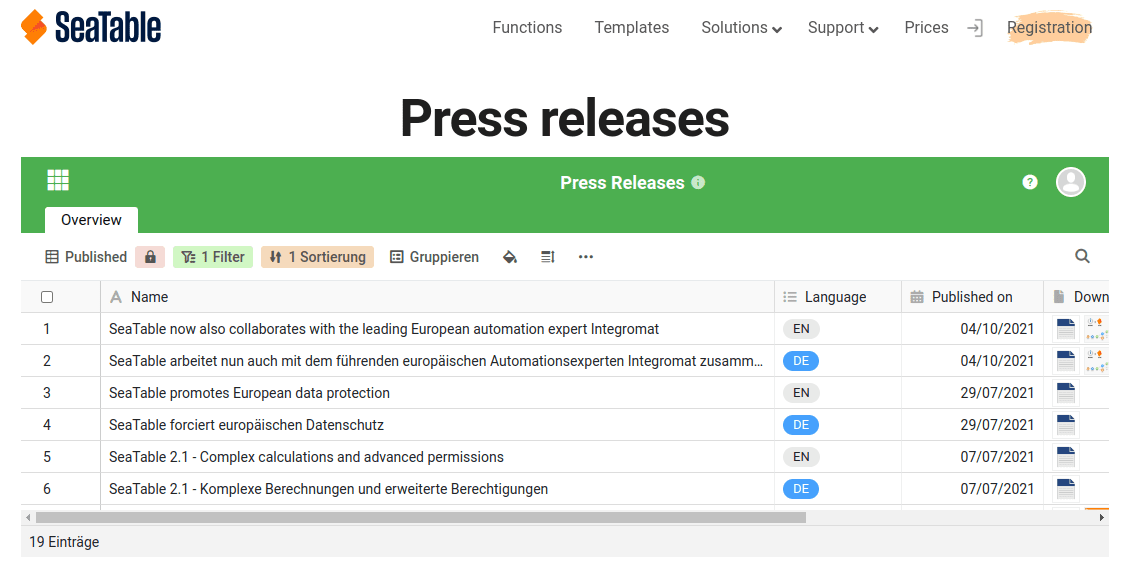 SeaTable Functions Templates Solutions Support Prices Registration
Press releases
Press Releases
Overview
Published 1 Filter 1 Sortierung Gruppieren
Name Language Published on Down
1 SeaTable now also collaborates with the leading European automation expert Integromat EN 04/10/2021
2 SeaTable arbeitet nun auch mit dem führenden europäischen Automationsexperten Integromat zusamm... DE 04/10/2021
3 SeaTable promotes European data protection EN 29/07/2021
4 SeaTable forciert europäischen Datenschutz DE 29/07/2021
5 SeaTable 2.1 - Complex calculations and advanced permissions EN 07/07/2021
6 SeaTable 2.1 - Komplexe Berechnungen und erweiterte Berechtigungen DE 07/07/2021
19 Einträge